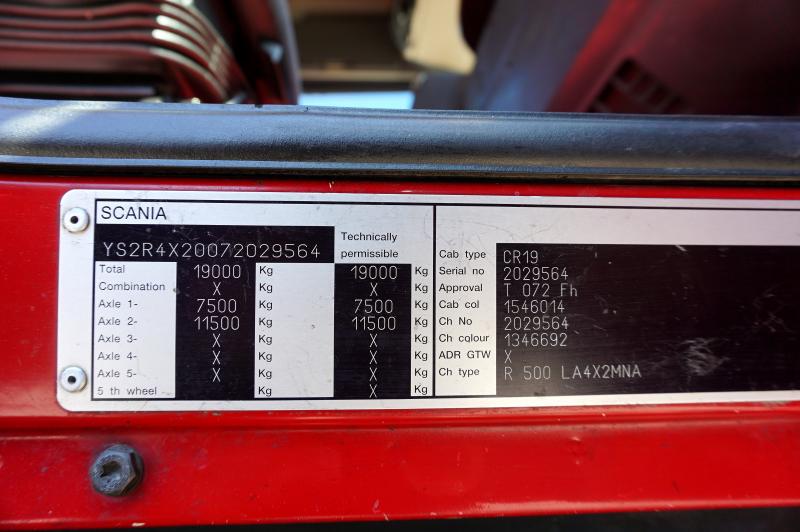 SCANIA
YS2R4X20072029564
Technically
permissible
Total 19000 Kg 19000 Kg
Combination X Kg X Kg
Axle 1- 7500 Kg 7500 Kg
Axle 2- 11500 Kg 11500 Kg
Axle 3- X Kg X Kg
Axle 4- X Kg X Kg
Axle 5- X Kg X Kg
5 th wheel Kg X Kg
Cab type CR19
Serial no 2029564
Approval T 072 Fh
Cab col 1546014
Ch No 2029564
Ch colour 1346692
ADR GTW X
Ch type R 500 LA4X2MNA